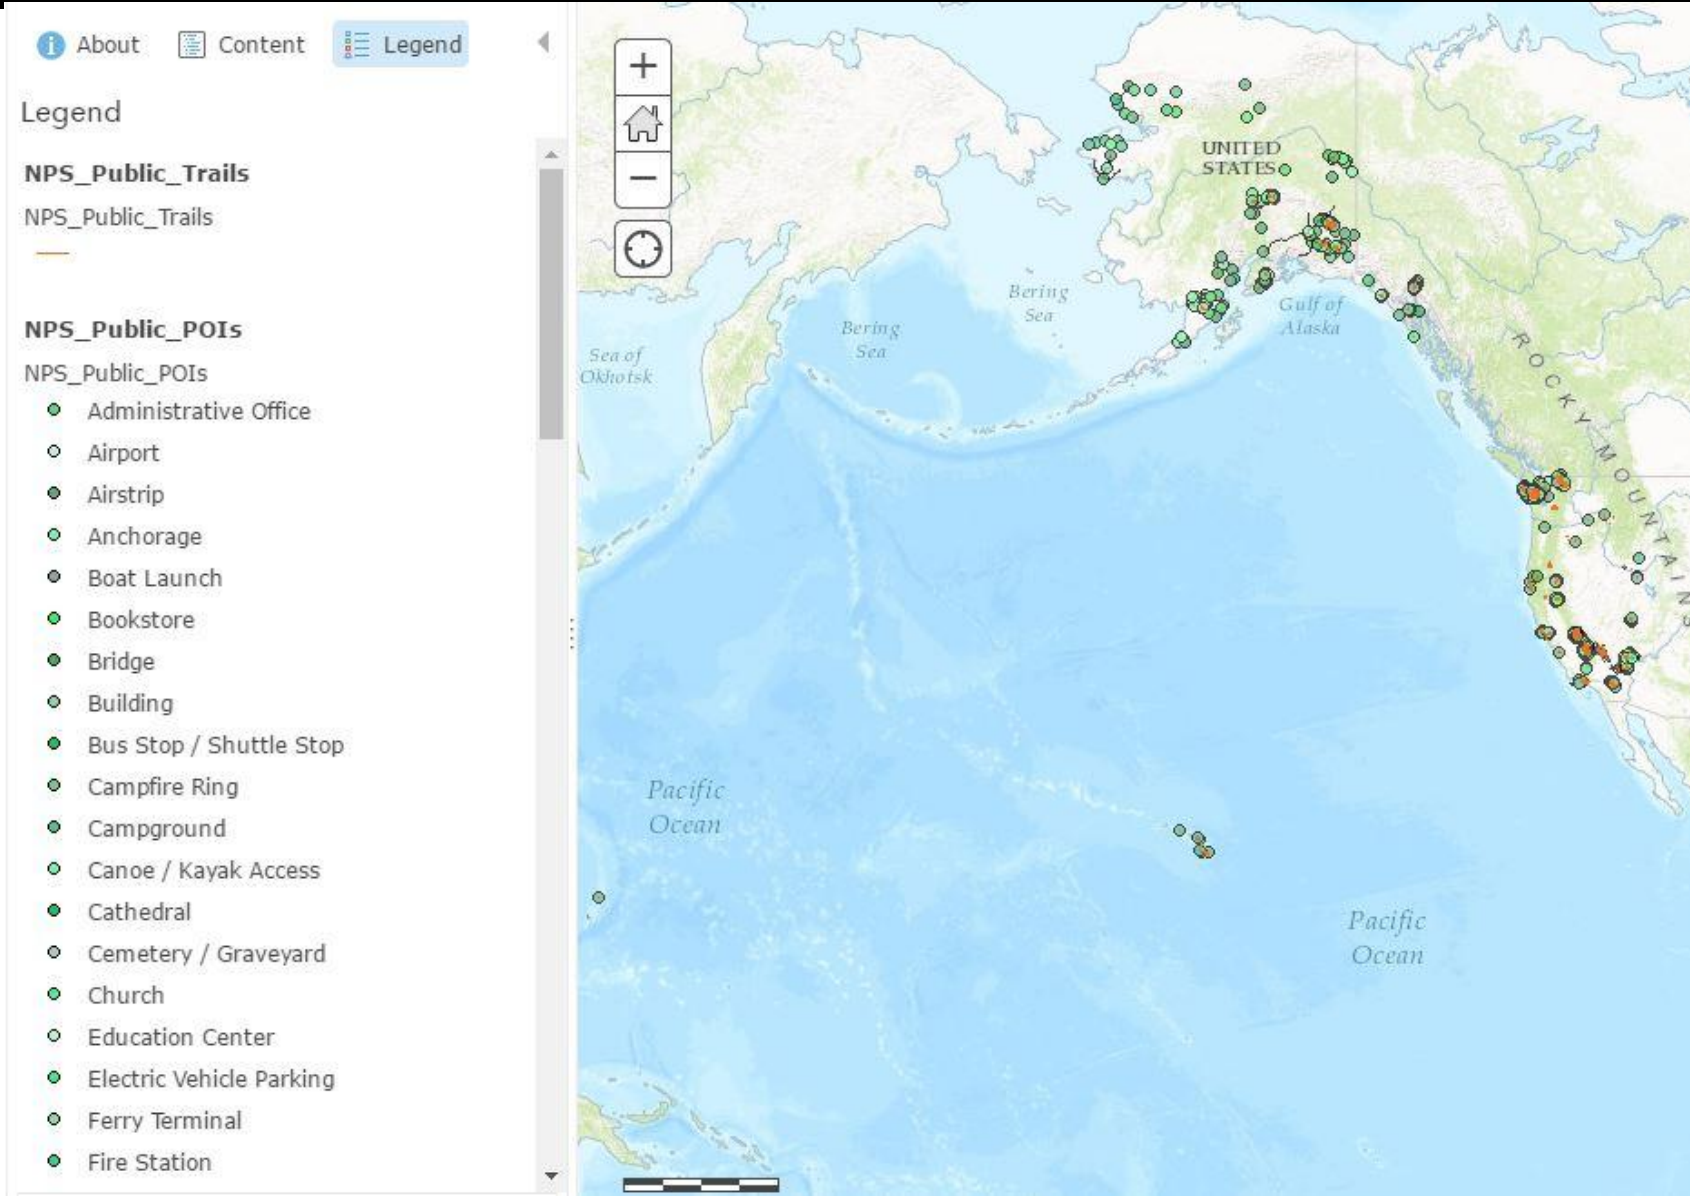 About Content Legend
Legend
NPS_Public_Trails
NPS_Public_Trails
NPS_Public_POIs
NPS_Public_POIs
Administrative Office
Airport
Airstrip
Anchorage
Boat Launch
Bookstore
Bridge
Building
Bus Stop / Shuttle Stop
Campfire Ring
Campground
Canoe / Kayak Access
Cathedral
Cemetery / Graveyard
Church
Education Center
Electric Vehicle Parking
Ferry Terminal
Fire Station
UNITED
STATES
Bering
Sea
Gulf of
Alaska
Bering
Sea
Sea of
Okhotsk
ROCKY MOUNTAINS
Pacific
Ocean
Pacific
Ocean